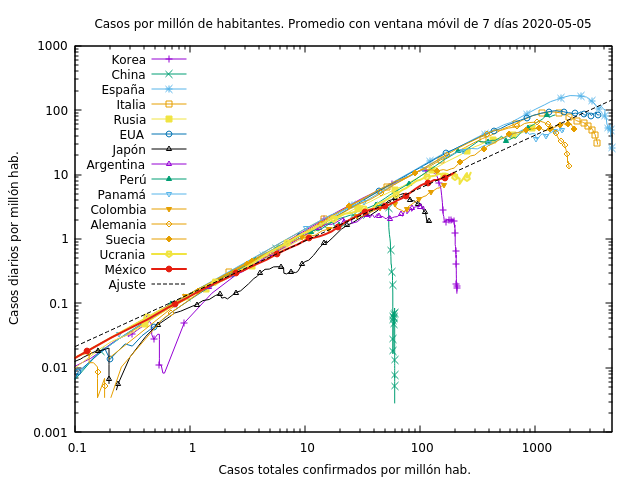 Casos por millón de habitantes. Promedio con ventana móvil de 7 días 2020-05-05
Casos diarios por millón hab.
1000
100
10
1
0.1
0.01
0.001
Korea
China
España
Italia
Rusia
EUA
Japón
Argentina
Perú
Panamá
Colombia
Alemania
Suecia
Ucrania
México
Ajuste
0.1 1 10 100 1000
Casos totales confirmados por millón hab.